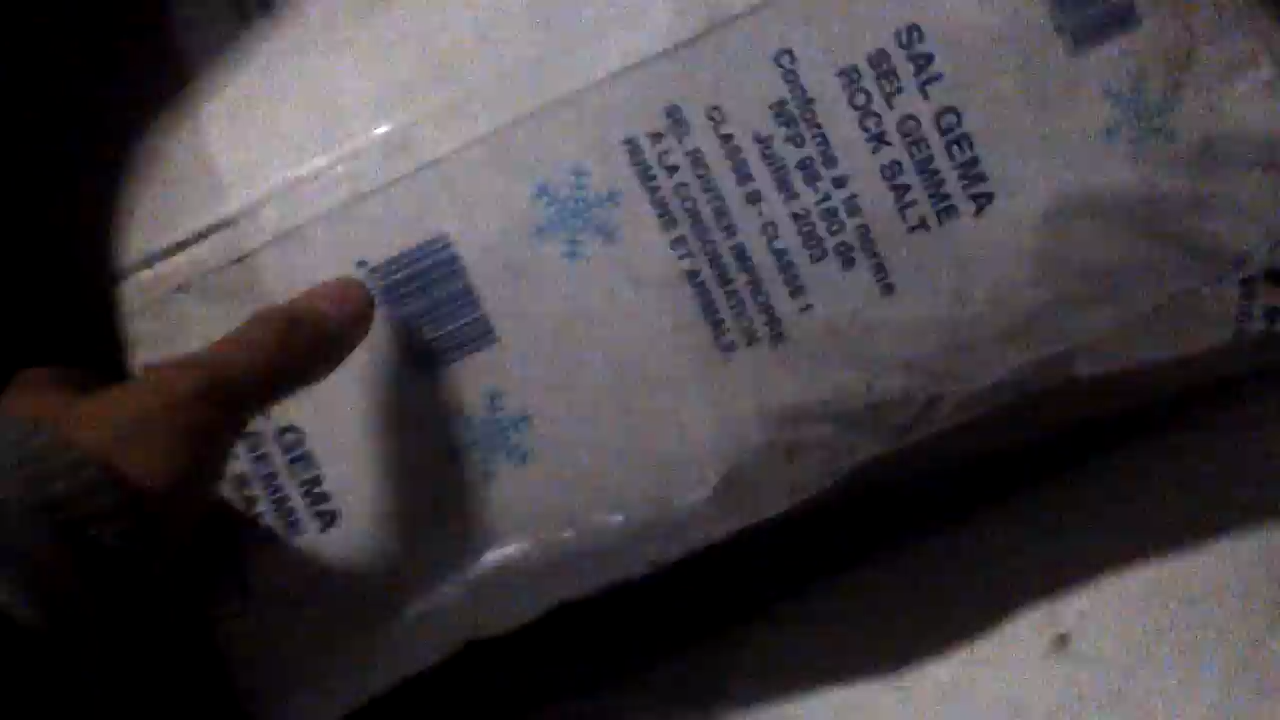 SAL GEMA
SEL GEMME
ROCK SALT
Conforme à la norme
NFP 98-180 de
Juillet 2003
CLASSE B - CLASSE 1
SEL ROUTIER IMPROPRE
A LA CONSOMMATION
HUMAINE ET ANIMALE
GEMA
GEMME